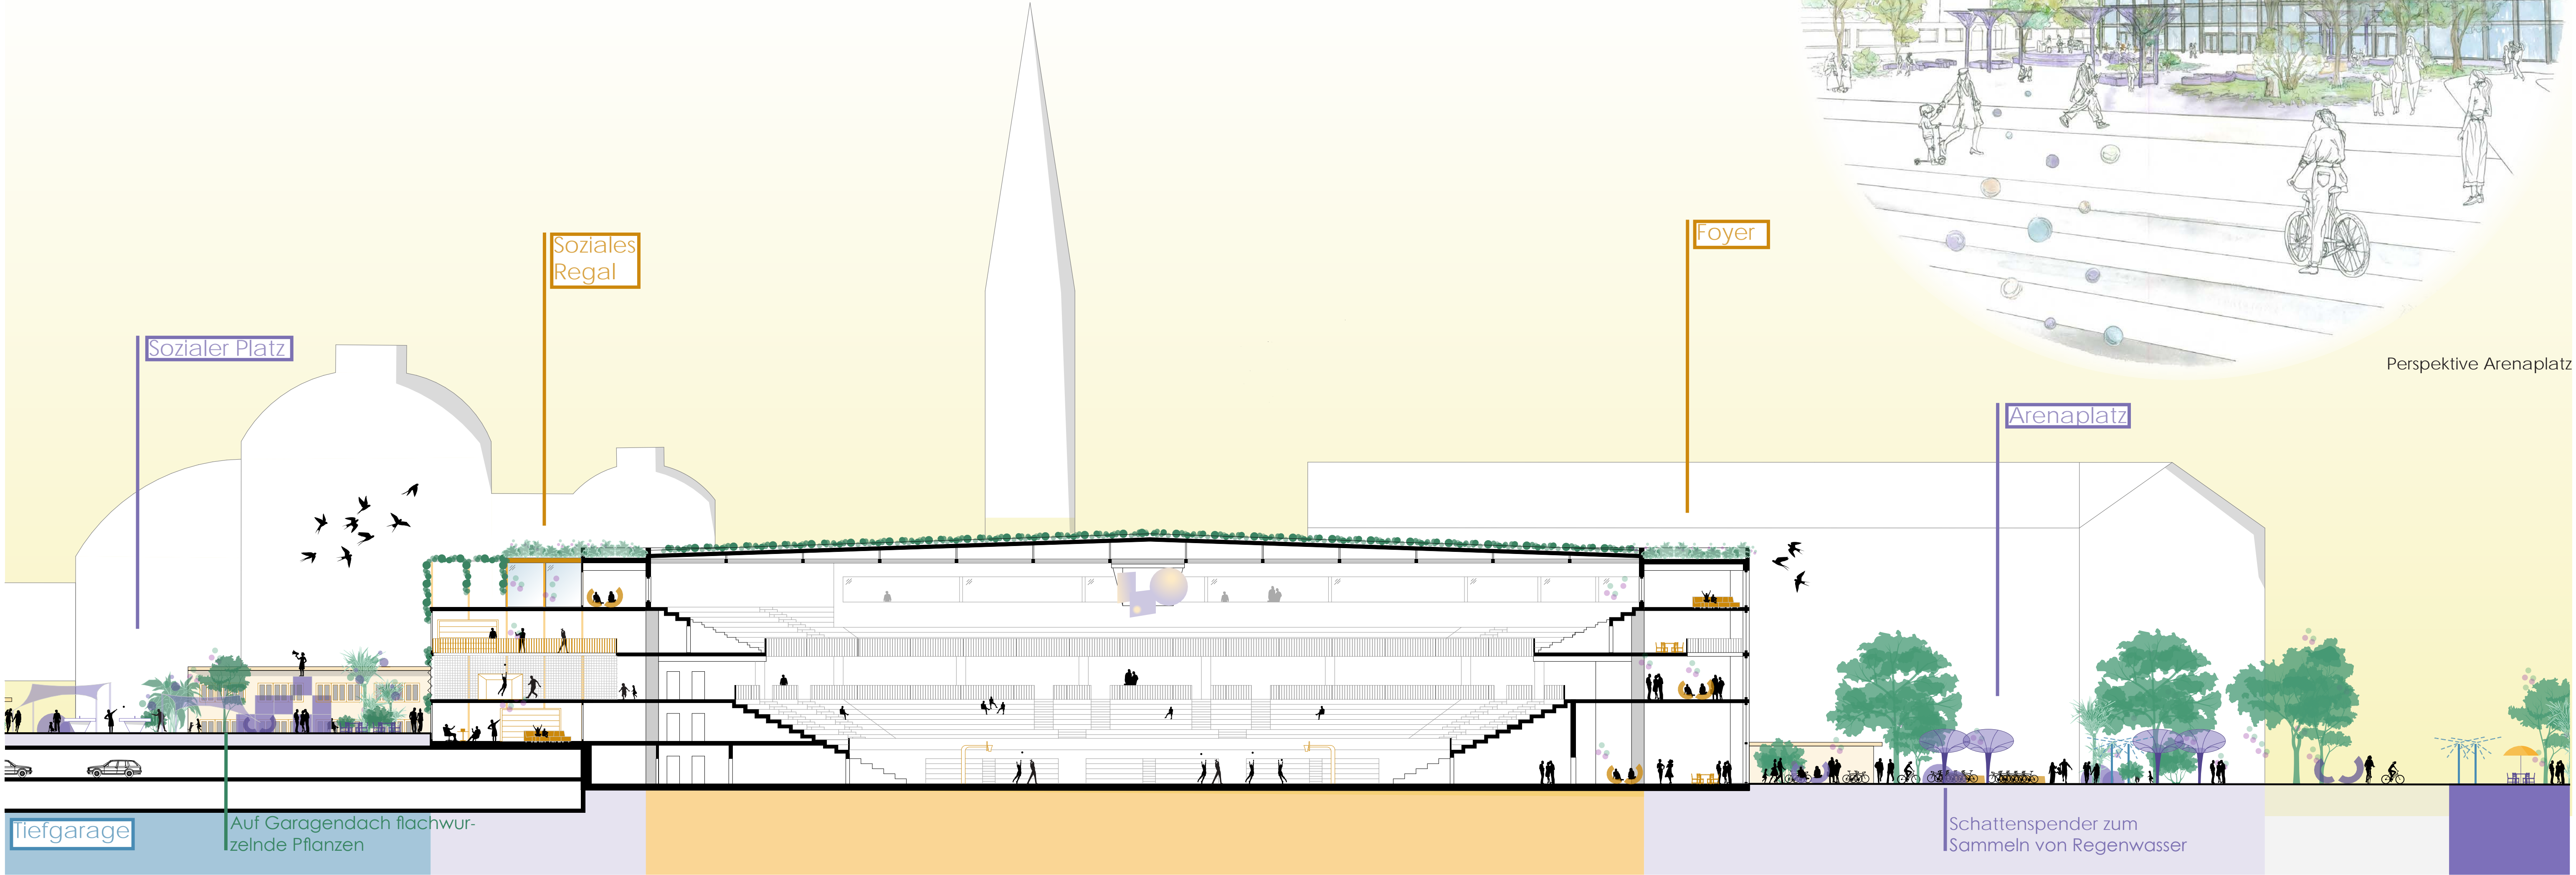 Soziales
Regal
Foyer
Sozialer Platz
Perspektive Arenaplatz
Arenaplatz
Tiefgarage
Auf Garagendach flachwur-
zelnde Pflanzen
Schattenspender zum
Sammeln von Regenwasser